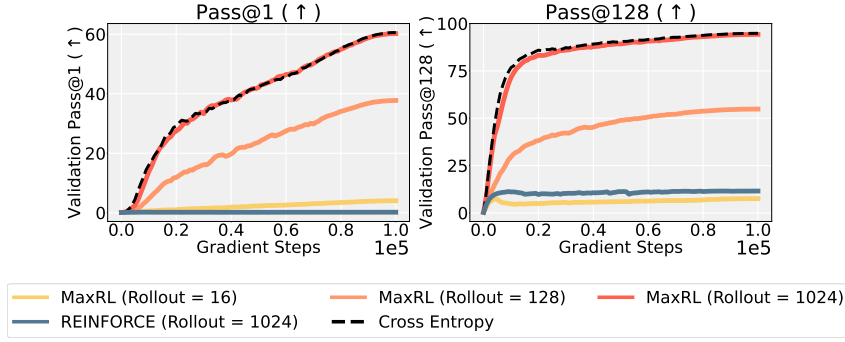 Pass@1 (↑)
Validation Pass@1 (↑)
60
40
20
0
0.0 0.2 0.4 0.6 0.8 1.0
Gradient Steps
1e5
Pass@128 (↑)
Validation Pass@128 (↑)
100
75
50
25
0
0.0 0.2 0.4 0.6 0.8 1.0
Gradient Steps
1e5
MaxRL (Rollout = 16) MaxRL (Rollout = 128) MaxRL (Rollout = 1024)
REINFORCE (Rollout = 1024) Cross Entropy